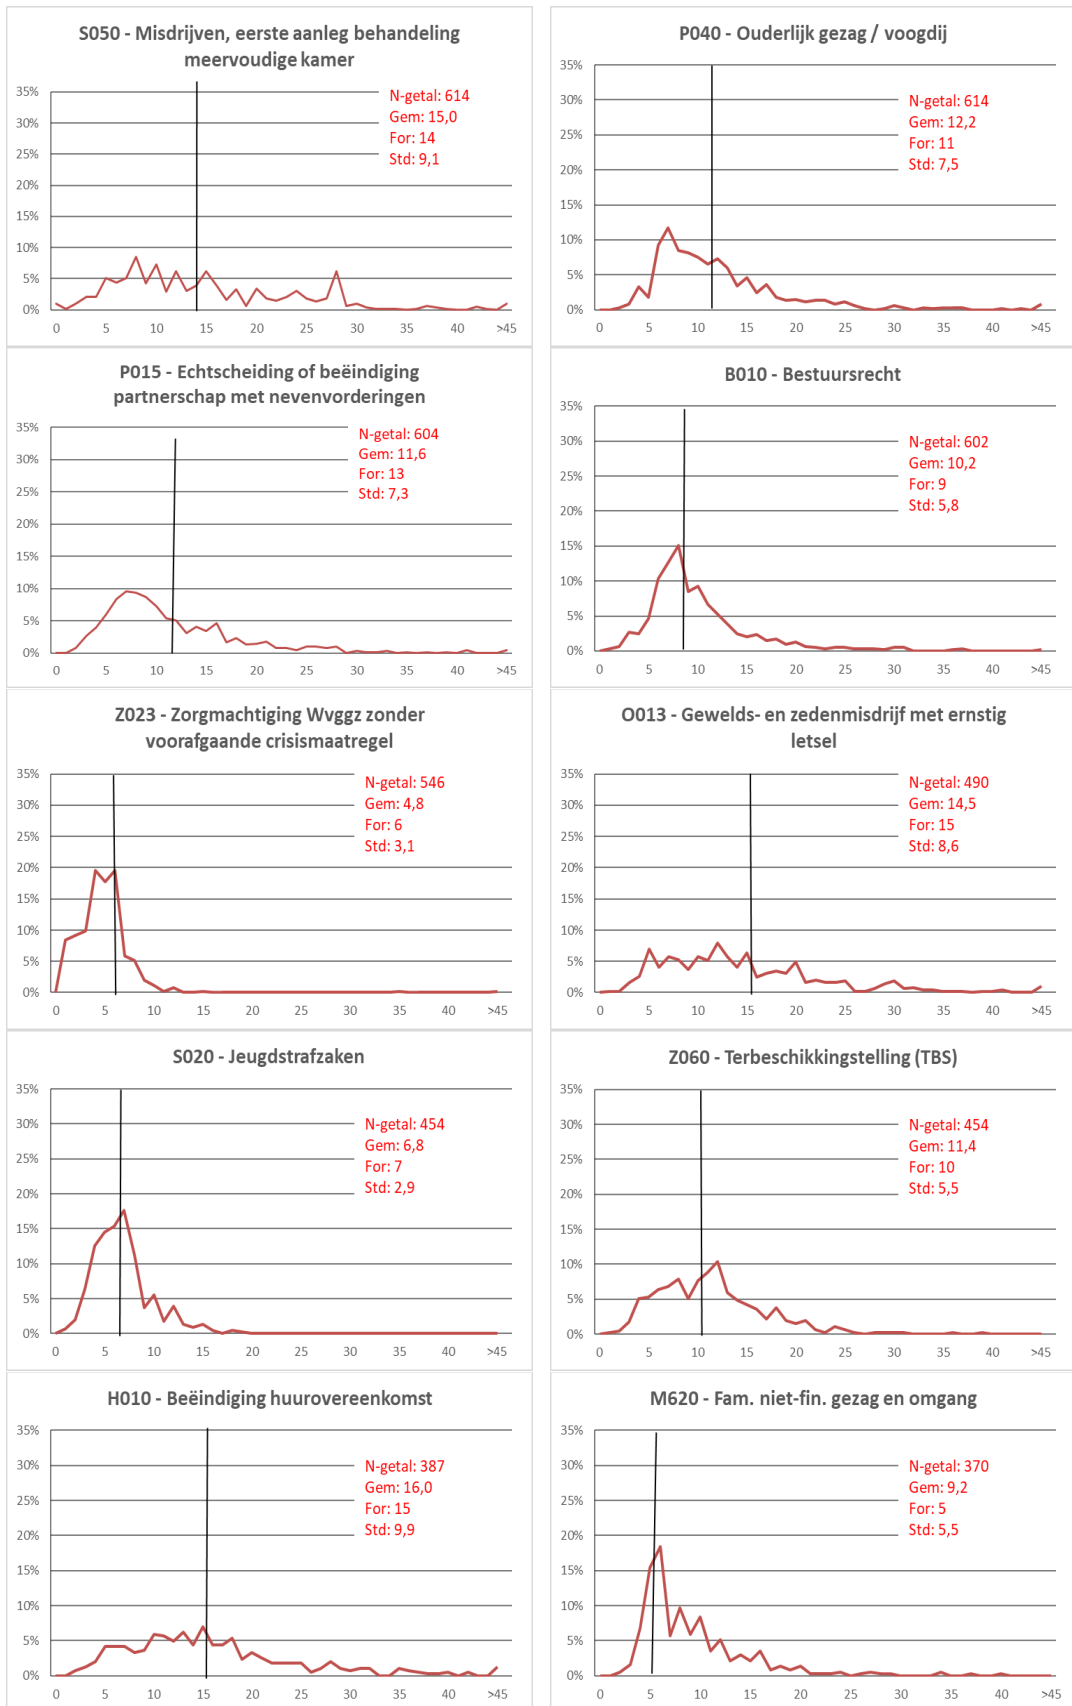 S050 - Misdrijven, eerste aanleg behandeling
meervoudige kamer
35%
30%
25%
20%
15%
10%
5%
0%
N-getal: 614
Gem: 15,0
For: 14
Std: 9,1
0 5 10 15 20 25 30 35 40 >45
P040 - Ouderlijk gezag / voogdij
35%
30%
25%
20%
15%
10%
5%
0%
N-getal: 614
Gem: 12,2
For: 11
Std: 7,5
0 5 10 15 20 25 30 35 40 >45
P015 - Echtscheiding of beëindiging
partnerschap met nevenvorderingen
35%
30%
25%
20%
15%
10%
5%
0%
N-getal: 604
Gem: 11,6
For: 13
Std: 7,3
0 5 10 15 20 25 30 35 40 >45
B010 - Bestuursrecht
35%
30%
25%
20%
15%
10%
5%
0%
N-getal: 602
Gem: 10,2
For: 9
Std: 5,8
0 5 10 15 20 25 30 35 40 >45
Z023 - Zorgmachtiging Wvggz zonder
voorafgaande crisismaatregel
35%
30%
25%
20%
15%
10%
5%
0%
N-getal: 546
Gem: 4,8
For: 6
Std: 3,1
0 5 10 15 20 25 30 35 40 >45
O013 - Gewelds- en zedenmisdrijf met ernstig
letsel
35%
30%
25%
20%
15%
10%
5%
0%
N-getal: 490
Gem: 14,5
For: 15
Std: 8,6
0 5 10 15 20 25 30 35 40 >45
S020 - Jeugdstrafzaken
35%
30%
25%
20%
15%
10%
5%
0%
N-getal: 454
Gem: 6,8
For: 7
Std: 2,9
0 5 10 15 20 25 30 35 40 >45
Z060 - Terbeschikkingstelling (TBS)
35%
30%
25%
20%
15%
10%
5%
0%
N-getal: 454
Gem: 11,4
For: 10
Std: 5,5
0 5 10 15 20 25 30 35 40 >45
H010 - Beëindiging huurovereenkomst
35%
30%
25%
20%
15%
10%
5%
0%
N-getal: 387
Gem: 16,0
For: 15
Std: 9,9
0 5 10 15 20 25 30 35 40 >45
M620 - Fam. niet-fin. gezag en omgang
35%
30%
25%
20%
15%
10%
5%
0%
N-getal: 370
Gem: 9,2
For: 5
Std: 5,5
0 5 10 15 20 25 30 35 40 >45